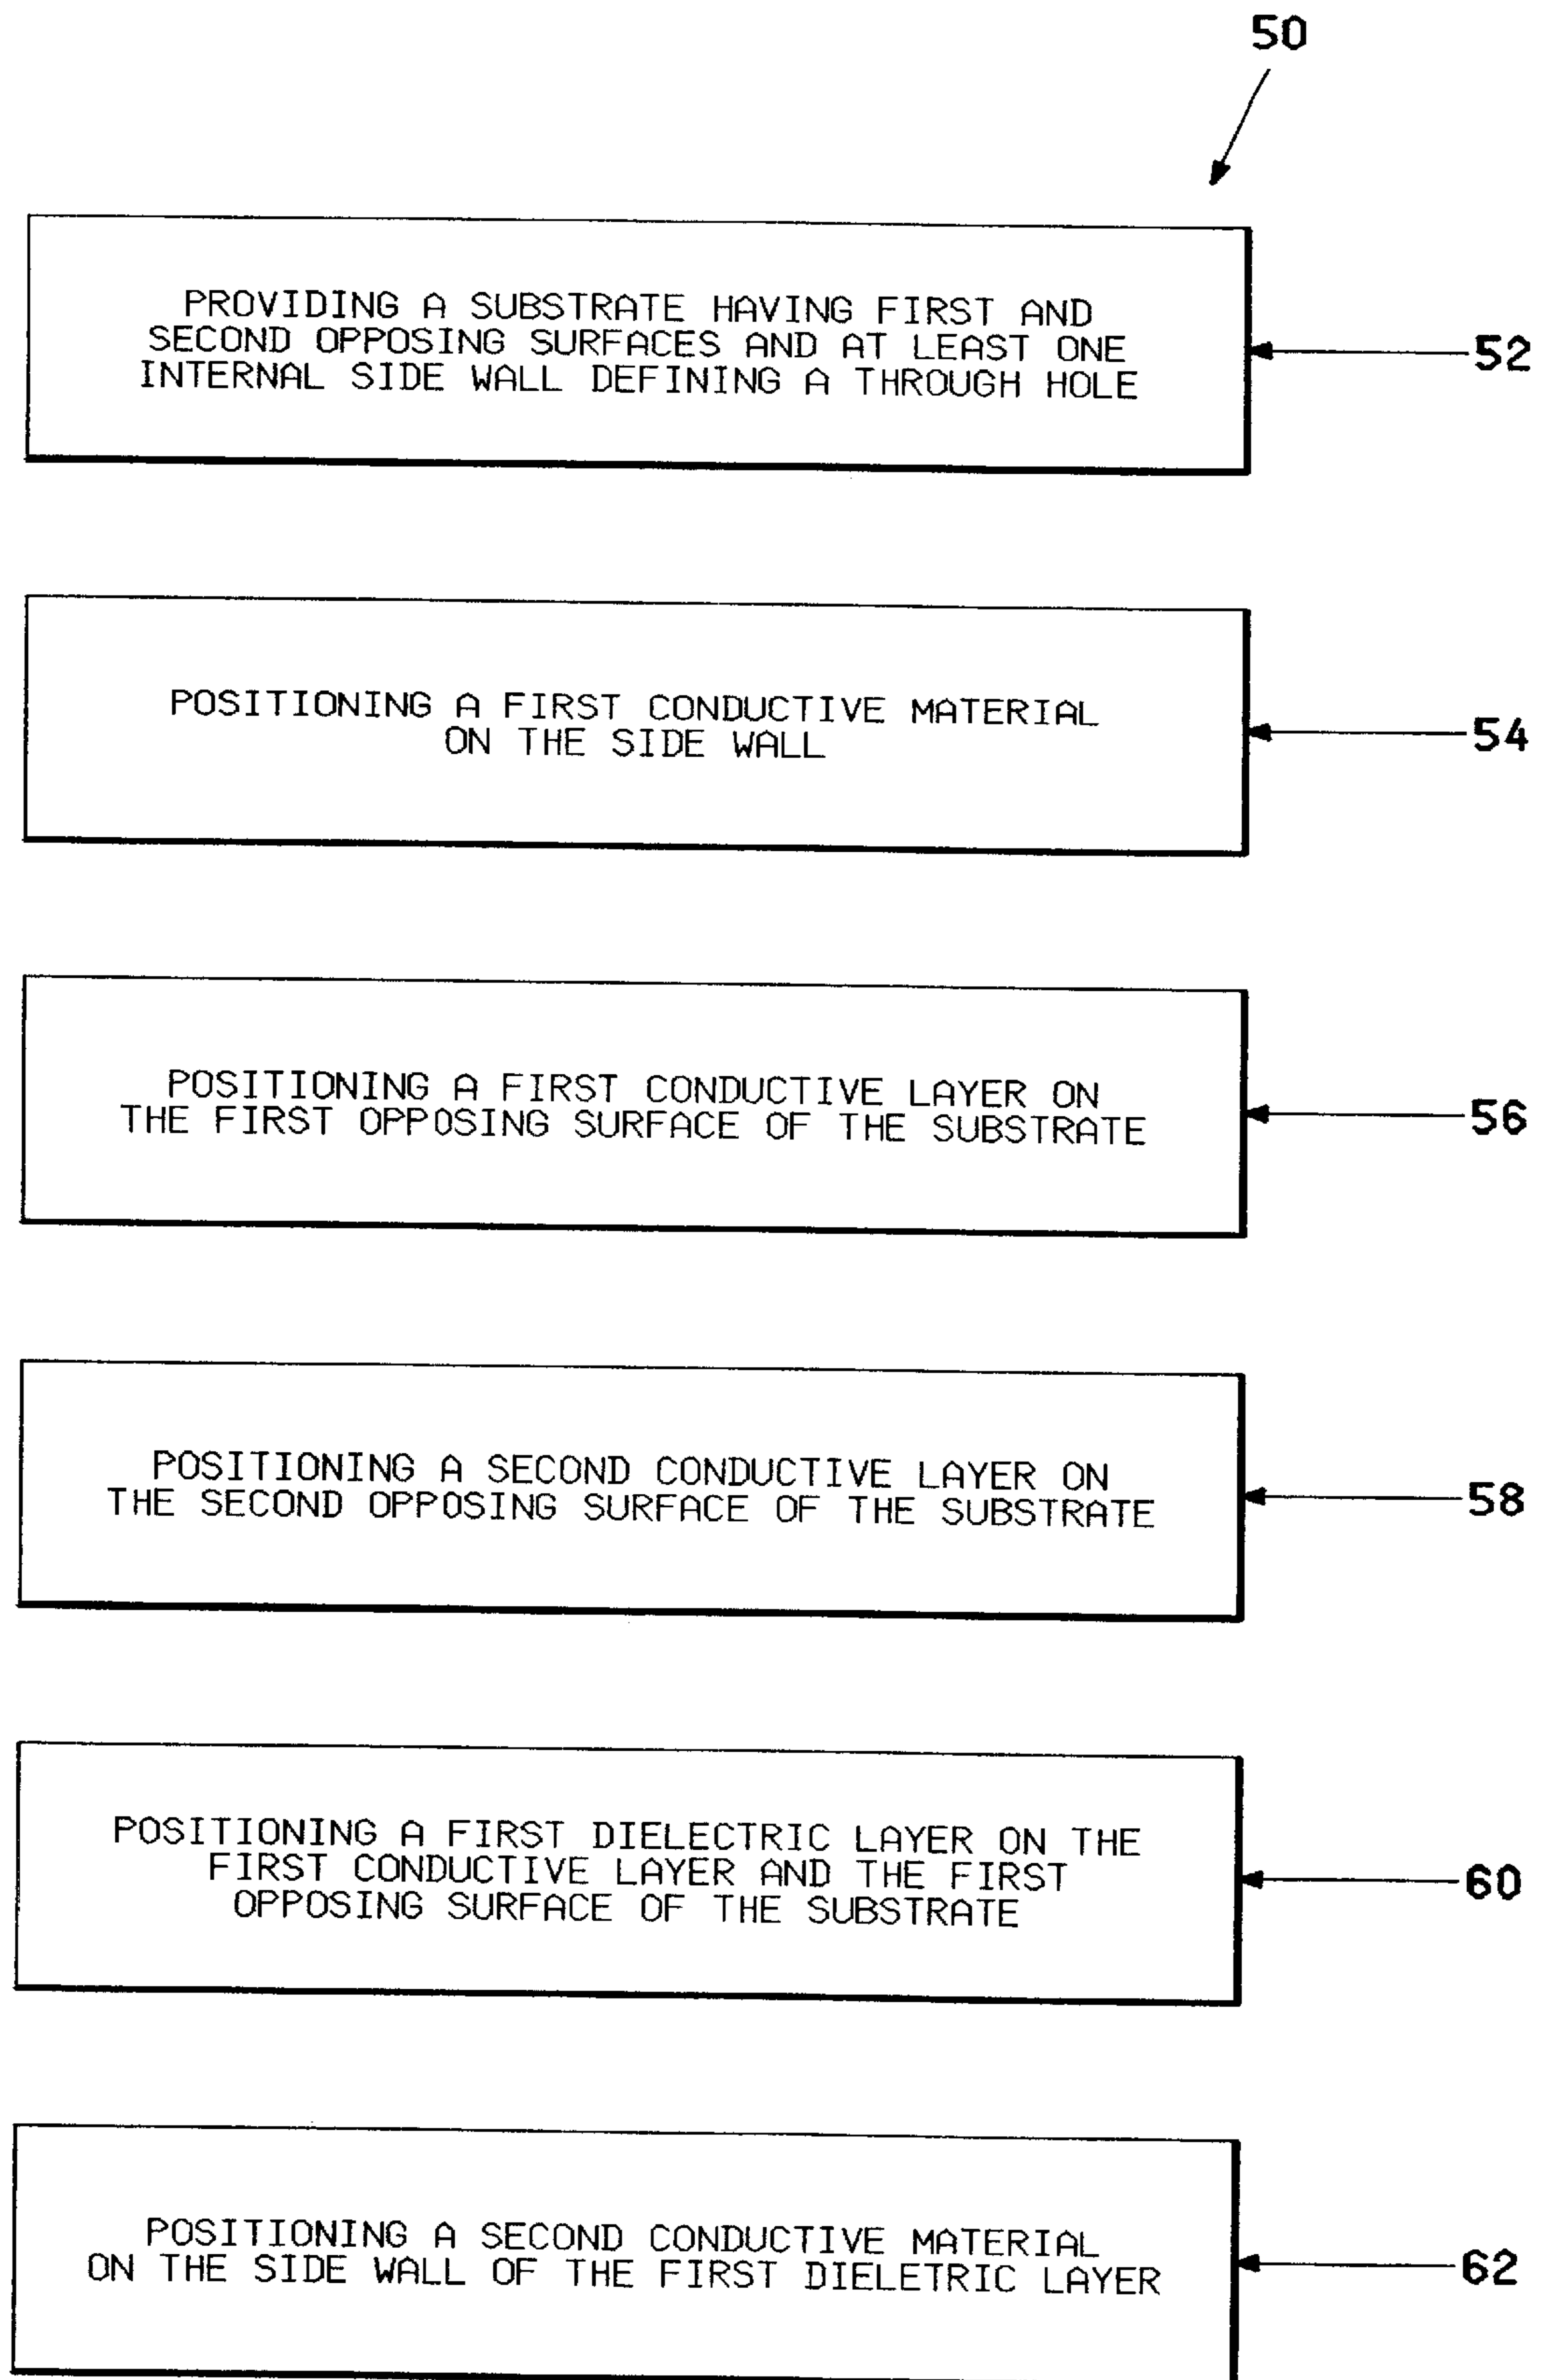 50
PROVIDING A SUBSTRATE HAVING FIRST AND
SECOND OPPOSING SURFACES AND AT LEAST ONE
INTERNAL SIDE WALL DEFINING A THROUGH HOLE
52
POSITIONING A FIRST CONDUCTIVE MATERIAL
ON THE SIDE WALL
54
POSITIONING A FIRST CONDUCTIVE LAYER ON
THE FIRST OPPOSING SURFACE OF THE SUBSTRATE
56
POSITIONING A SECOND CONDUCTIVE LAYER ON
THE SECOND OPPOSING SURFACE OF THE SUBSTRATE
58
POSITIONING A FIRST DIELECTRIC LAYER ON THE
FIRST CONDUCTIVE LAYER AND THE FIRST
OPPOSING SURFACE OF THE SUBSTRATE
60
POSITIONING A SECOND CONDUCTIVE MATERIAL
ON THE SIDE WALL OF THE FIRST DIELETRIC LAYER
62